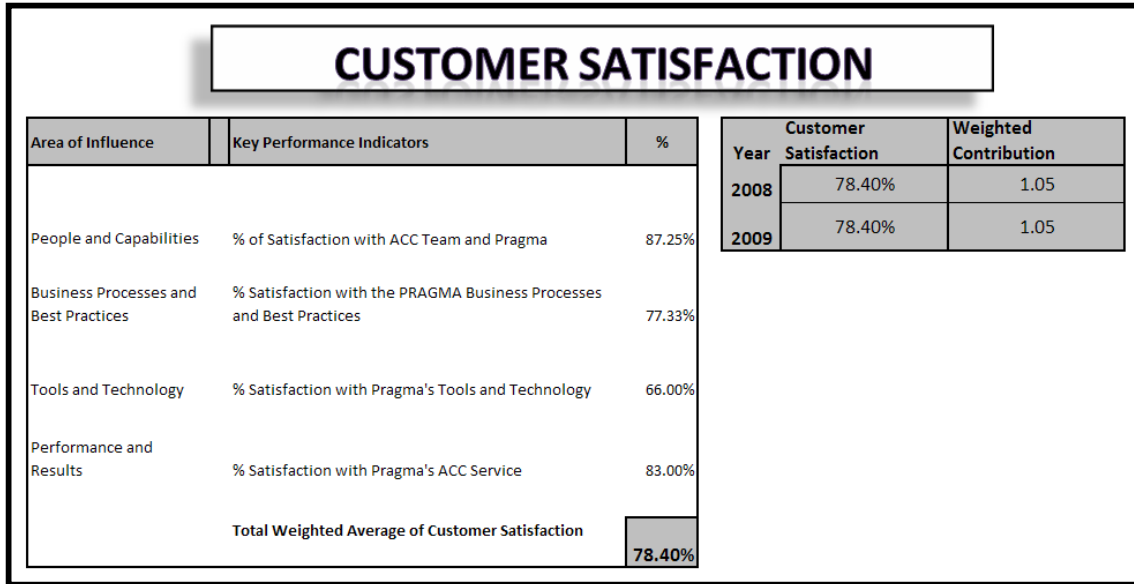 CUSTOMER SATISFACTION
Area of Influence Key Performance Indicators %
People and Capabilities % of Satisfaction with ACC Team and Pragma 87.25%
Business Processes and
Best Practices
% Satisfaction with the PRAGMA Business Processes
and Best Practices
77.33%
Tools and Technology % Satisfaction with Pragma's Tools and Technology 66.00%
Performance and
Results
% Satisfaction with Pragma's ACC Service 83.00%
Total Weighted Average of Customer Satisfaction
78.40%
Year
Customer
Satisfaction
Weighted
Contribution
2008 78.40% 1.05
2009 78.40% 1.05